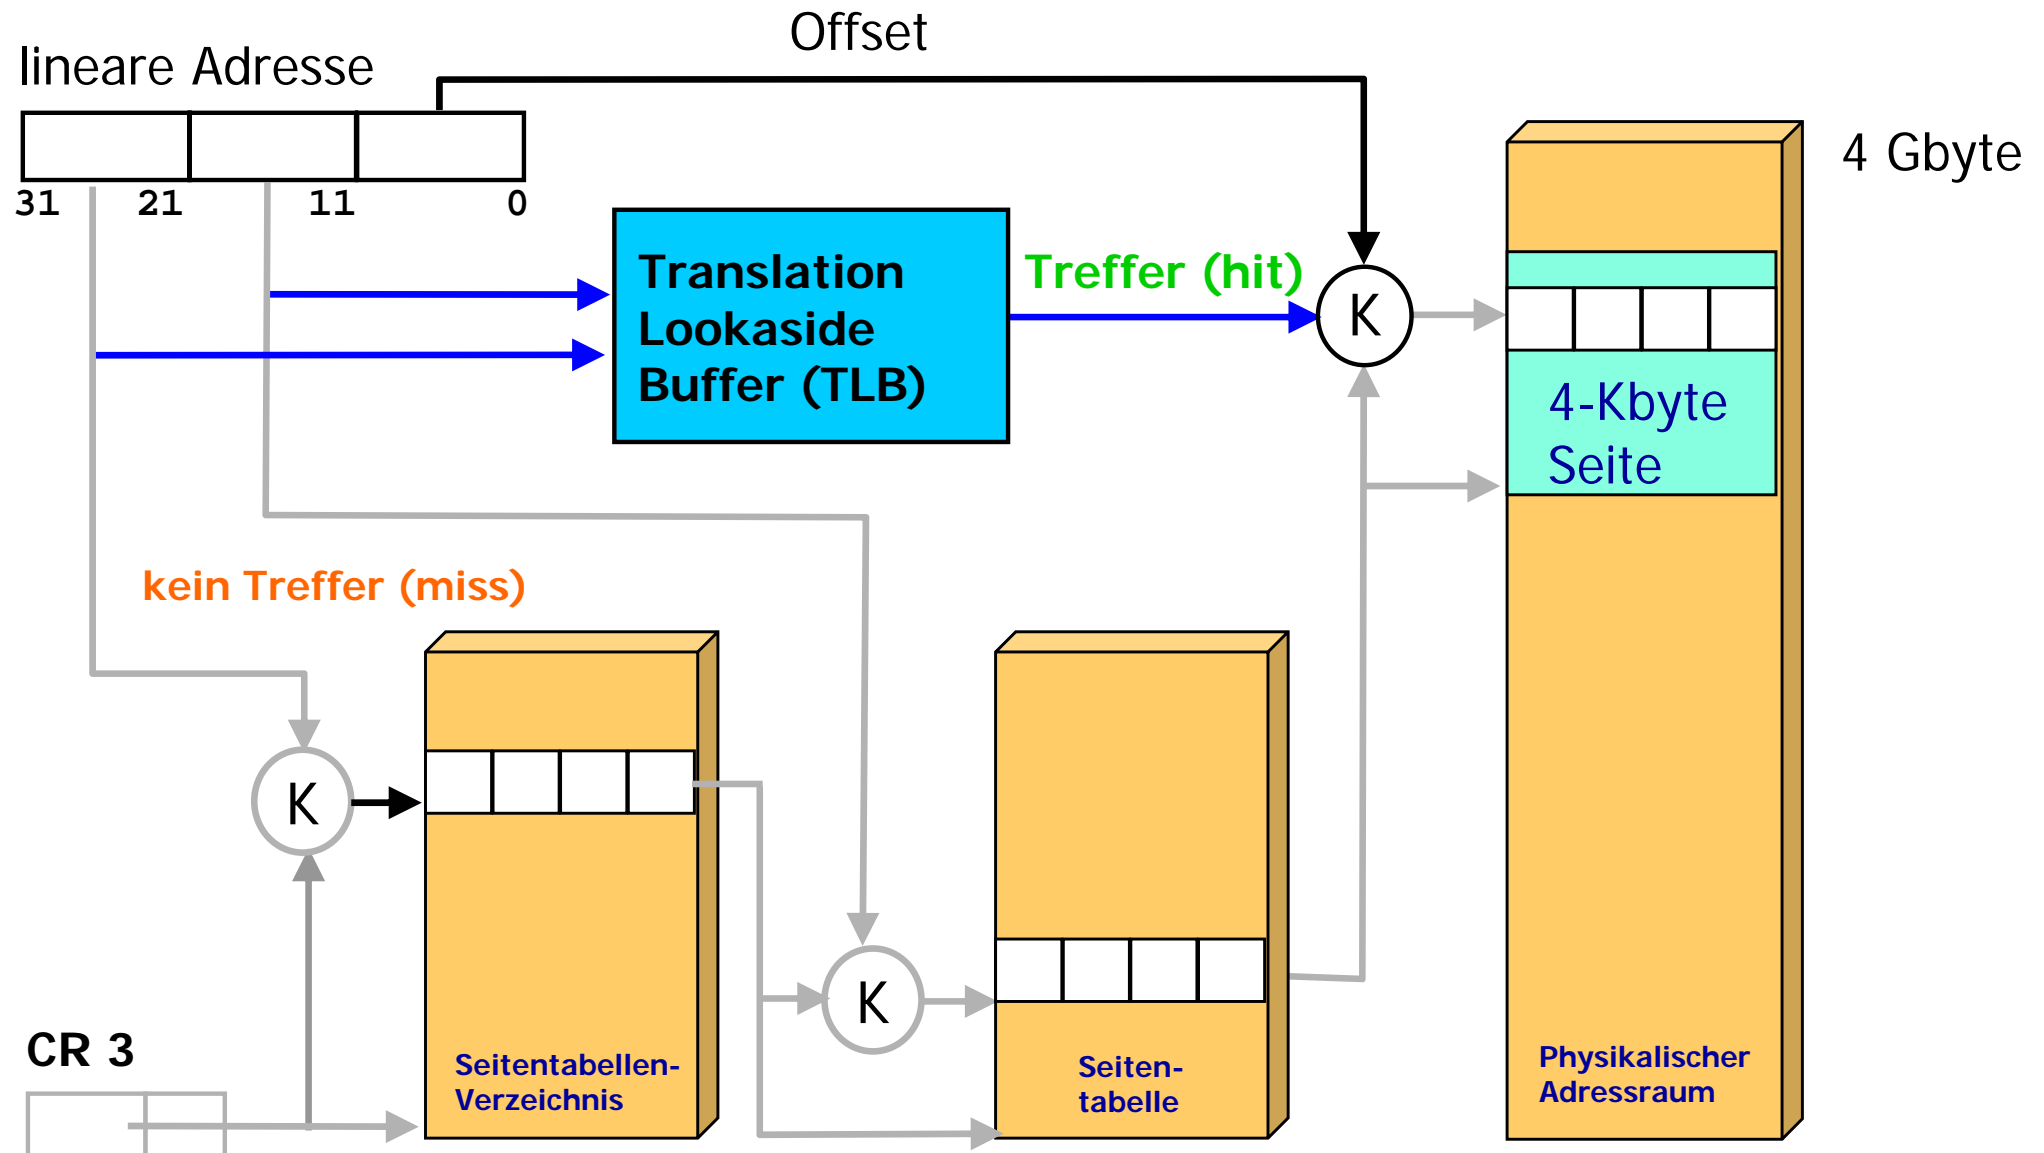 Offset
lineare Adresse
4 Gbyte
31 21 11 0
Translation
Lookaside
Buffer (TLB)
Treffer (hit)
K
4-Kbyte
Seite
kein Treffer (miss)
K
K
CR 3
Seitentabellen-
Verzeichnis
Seiten-
tabelle
Physikalischer
Adressraum